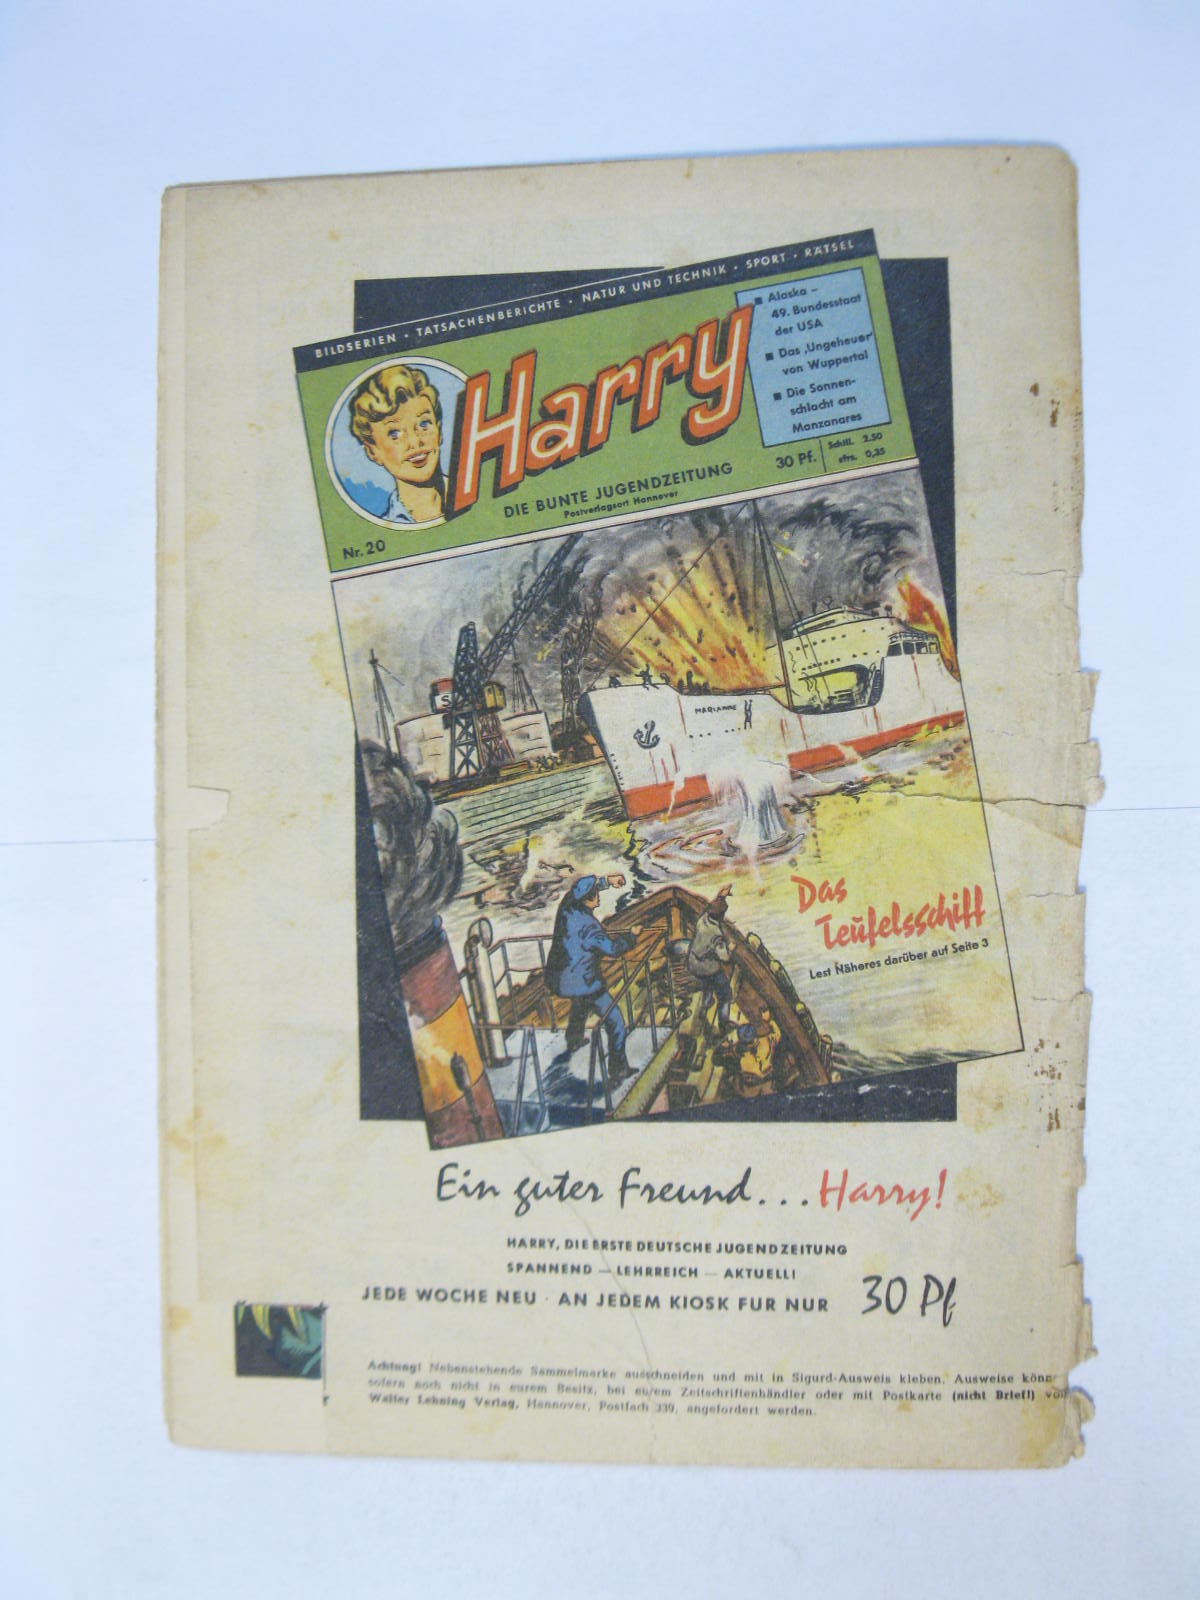 BILDSERIEN • TATSACHENBERICHTE • NATUR UND TECHNIK • SPORT • RÄTSEL
Harry
■ Alaska –
49. Bundesstaat
der USA
■ Das ‚Ungeheuer'
von Wuppertal
■ Die Sonnen-
schlacht am
Manzanares
DIE BUNTE JUGENDZEITUNG
Postverlagsort Hannover
30 Pf.
Schill. 2.50
sfrs. 0,35
Nr. 20
S
MARIANNE
Das
Teufelsschiff
Lest Näheres darüber auf Seite 3
Ein guter Freund... Harry!
HARRY, DIE ERSTE DEUTSCHE JUGENDZEITUNG
SPANNEND — LEHRREICH — AKTUELL!
JEDE WOCHE NEU · AN JEDEM KIOSK FUR NUR 30 Pf
Achtung! Nebenstehende Sammelmarke ausschneiden und mit in Sigurd-Ausweis kleben. Ausweise könn
sofern noch nicht in eurem Besitz, bei eurem Zeitschriftenhändler oder mit Postkarte (nicht Brief!) vo
Walter Lehning Verlag, Hannover, Postfach 339, angefordert werden.